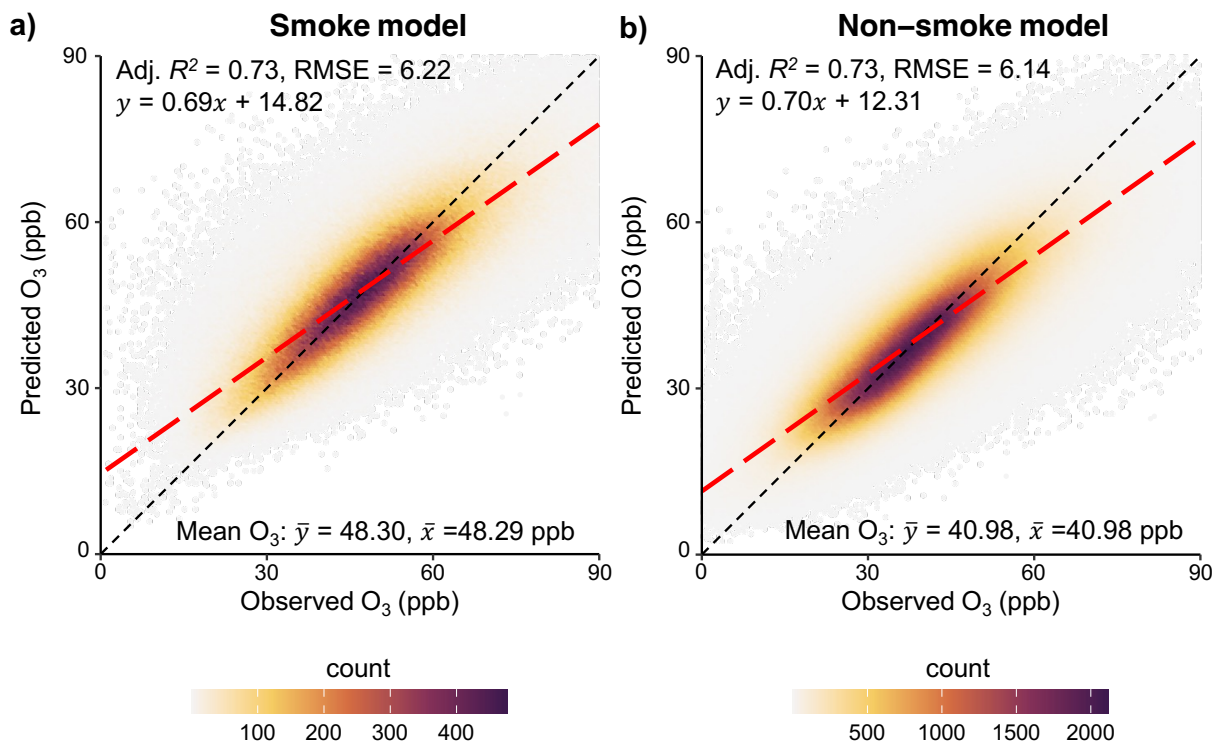 a)
Smoke model
Adj. R² = 0.73, RMSE = 6.22
y = 0.69x + 14.82
90
60
30
0
Predicted O₃ (ppb)
Mean O₃: ȳ = 48.30, x̄ =48.29 ppb
0 30 60 90
Observed O₃ (ppb)
count
100 200 300 400
b)
Non−smoke model
Adj. R² = 0.73, RMSE = 6.14
y = 0.70x + 12.31
90
60
30
0
Predicted O3 (ppb)
Mean O₃: ȳ = 40.98, x̄ =40.98 ppb
0 30 60 90
Observed O₃ (ppb)
count
500 1000 1500 2000